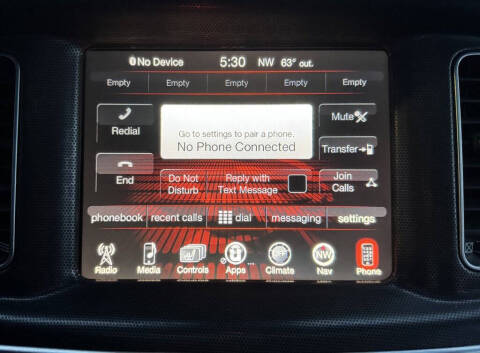 No Device 5:30 NW 63° out.
Empty Empty Empty Empty Empty
Redial
Go to settings to pair a phone.
No Phone Connected
Mute
Transfer
End
Do Not Disturb
Reply with Text Message
Join Calls
phonebook recent calls dial messaging settings
OFF NW
Radio Media Controls Apps Climate Nav Phone